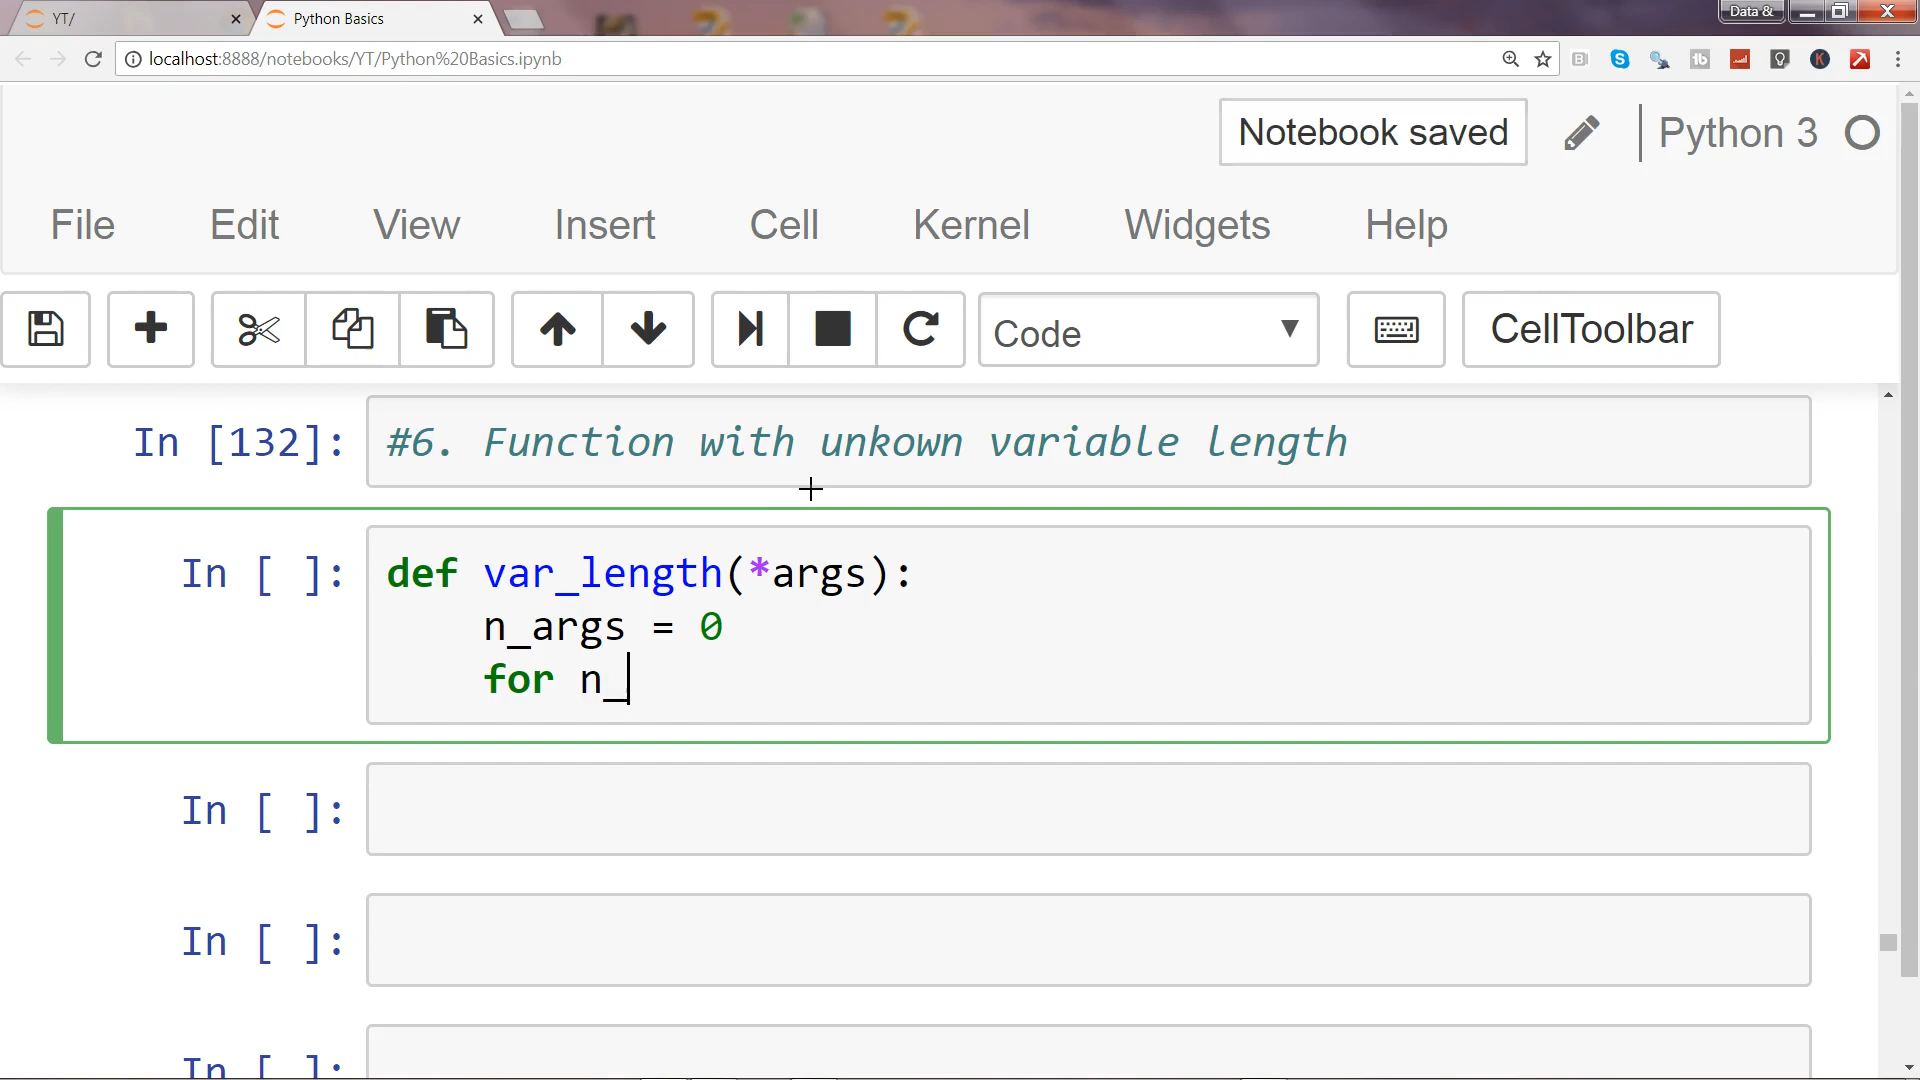 YT/
Python Basics
Data &
localhost:8888/notebooks/YT/Python%20Basics.ipynb
Notebook saved
Python 3
File Edit View Insert Cell Kernel Widgets Help
Code
CellToolbar
In [132]: #6. Function with unkown variable length
In [ ]: def var_length(*args):
n_args = 0
for n_
In [ ]:
In [ ]:
In [ ]: